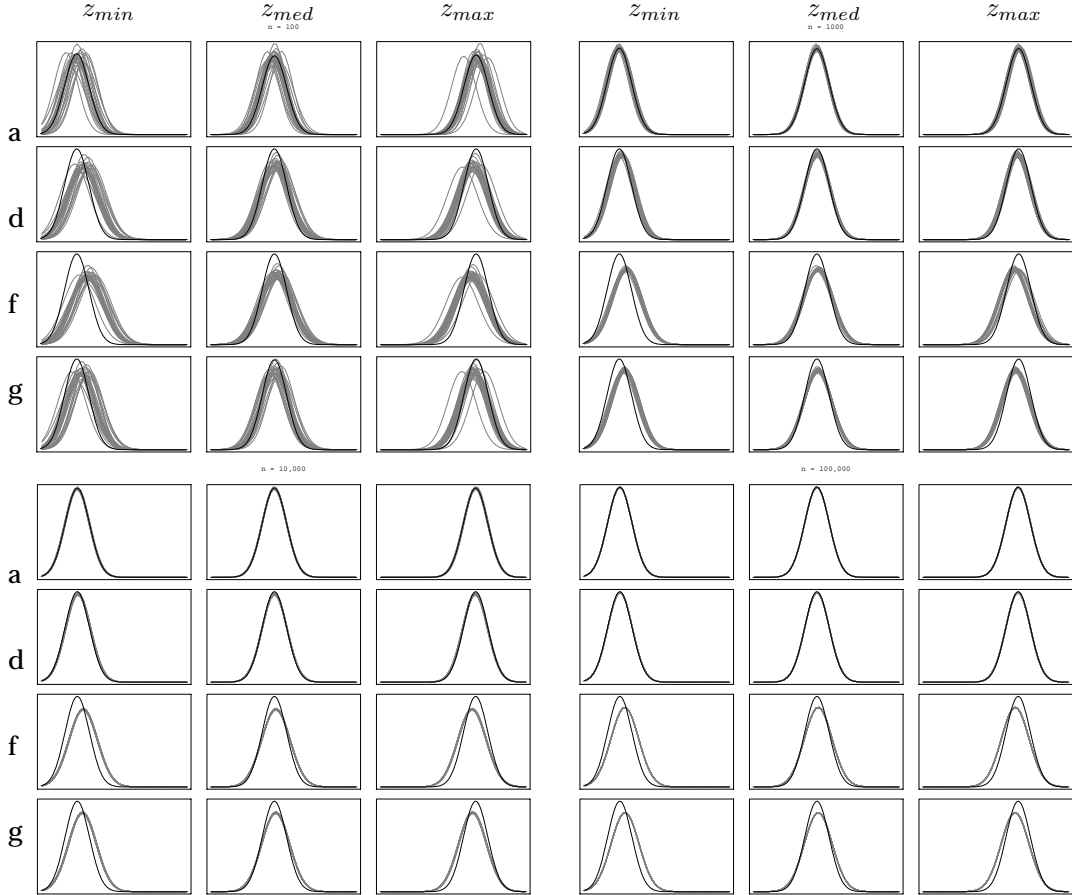 z_min z_med z_max z_min z_med z_max
n = 100 n = 1000
a
d
f
g
n = 10,000 n = 100,000
a
d
f
g